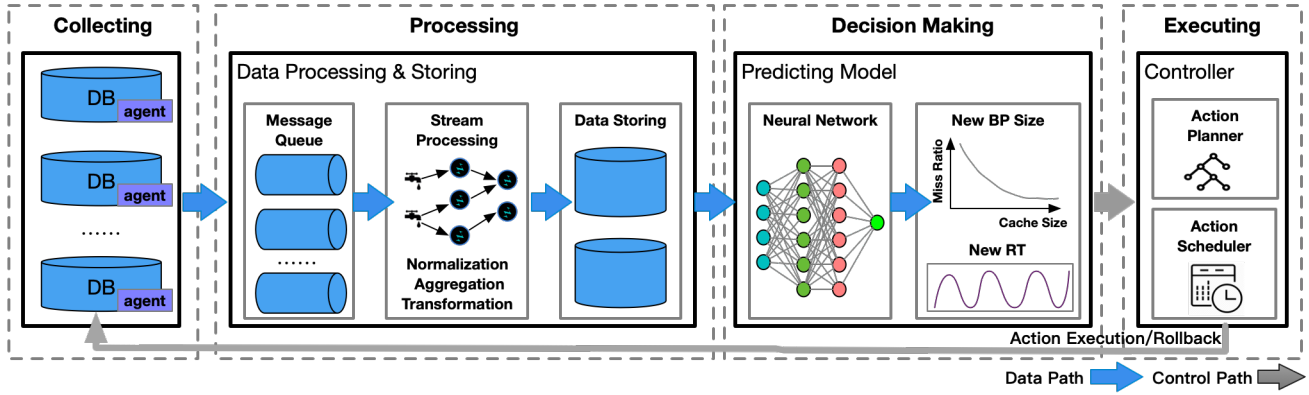 Collecting
DB
agent
DB
agent
......
DB
agent
Processing
Data Processing & Storing
Message
Queue
......
Stream
Processing
Normalization
Aggregation
Transformation
Data Storing
Decision Making
Predicting Model
Neural Network
New BP Size
Miss Ratio
Cache Size
New RT
Executing
Controller
Action
Planner
Action
Scheduler
Action Execution/Rollback
Data Path
Control Path